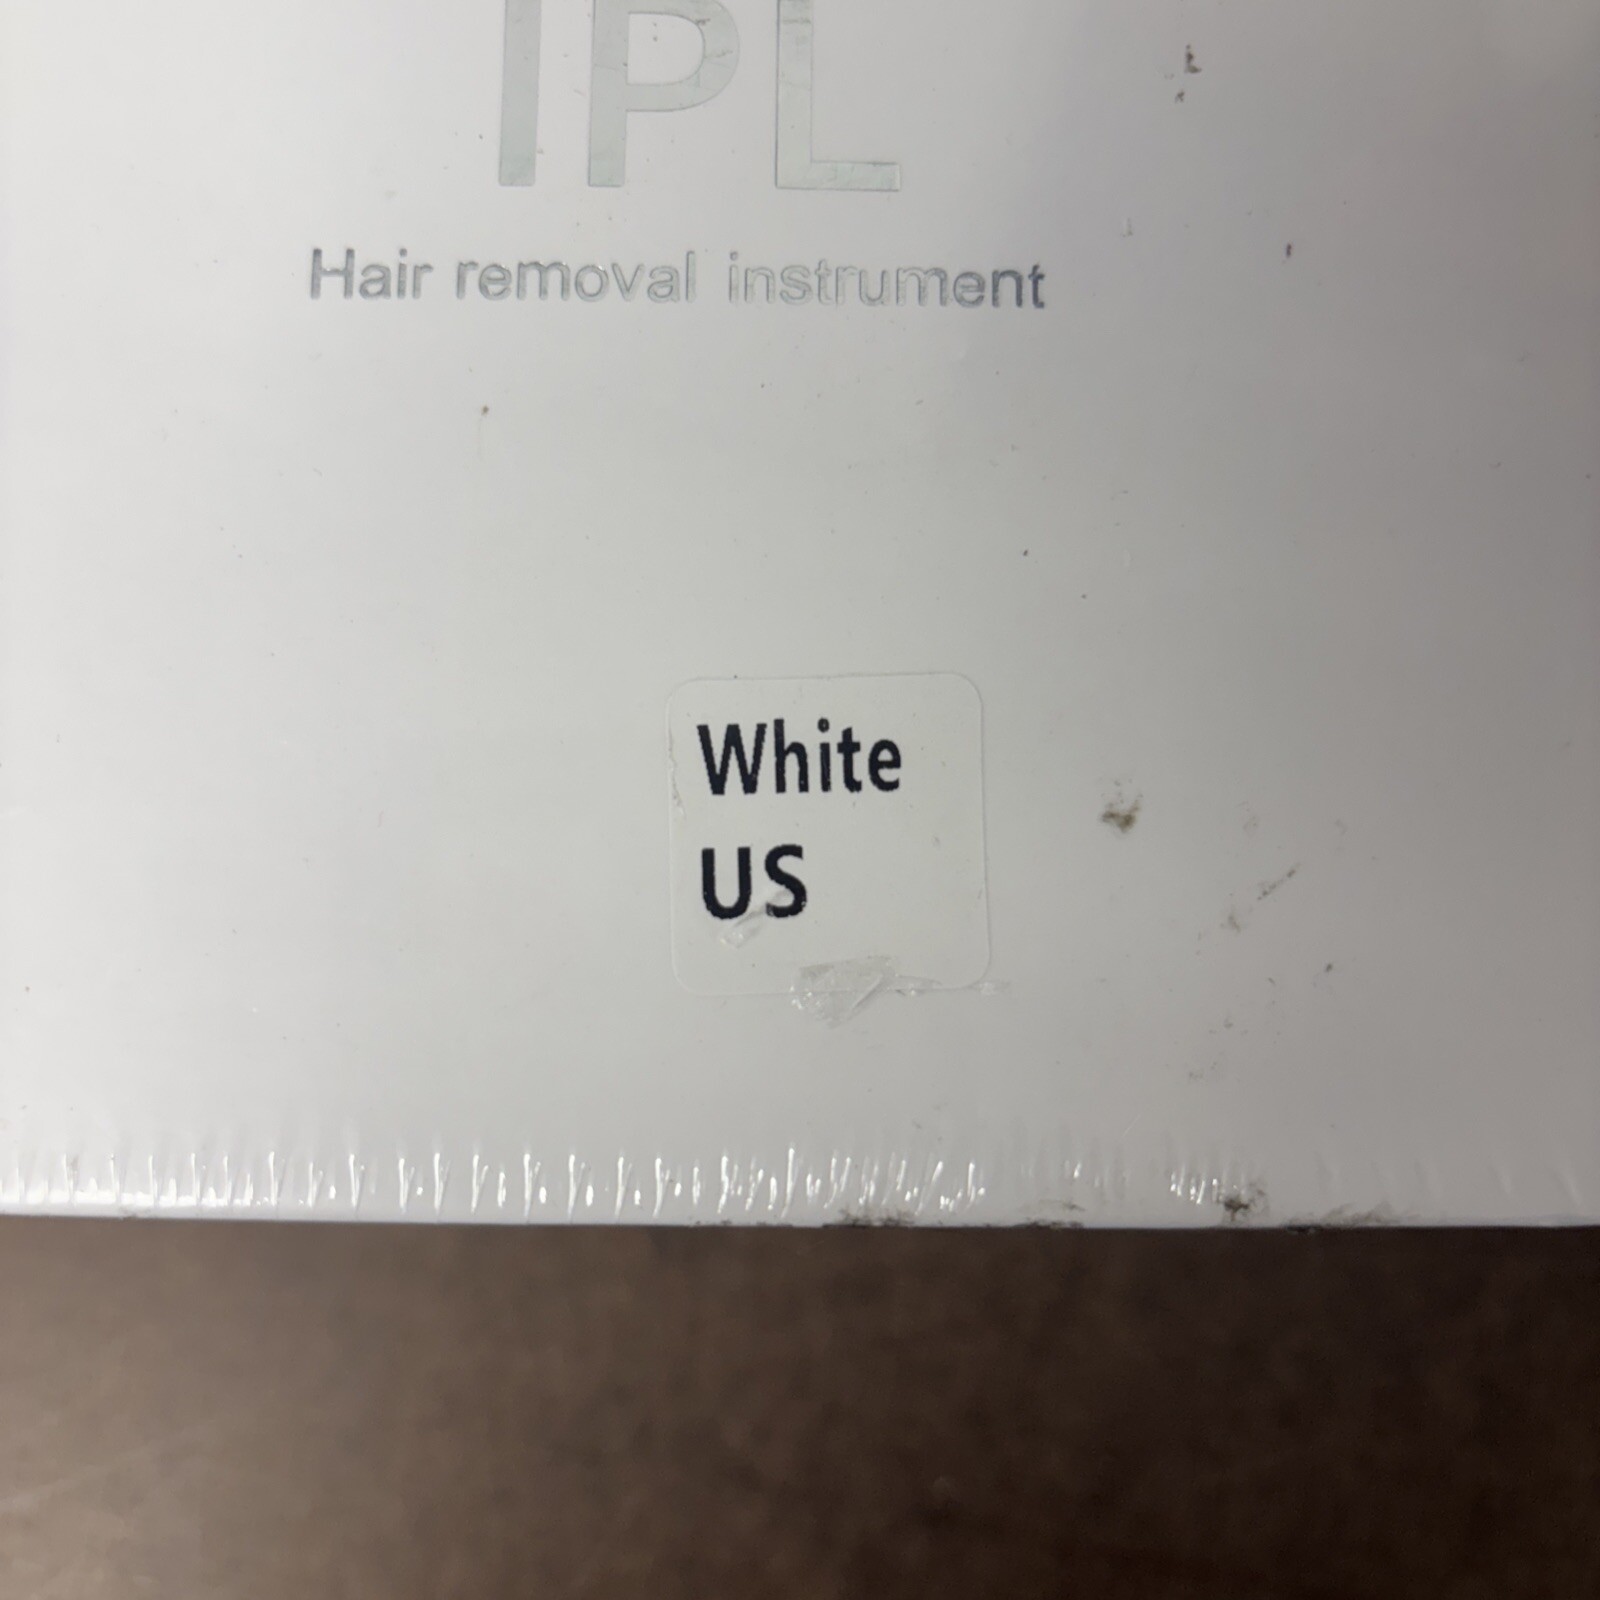 IPL
Hair removal instrument
White
US